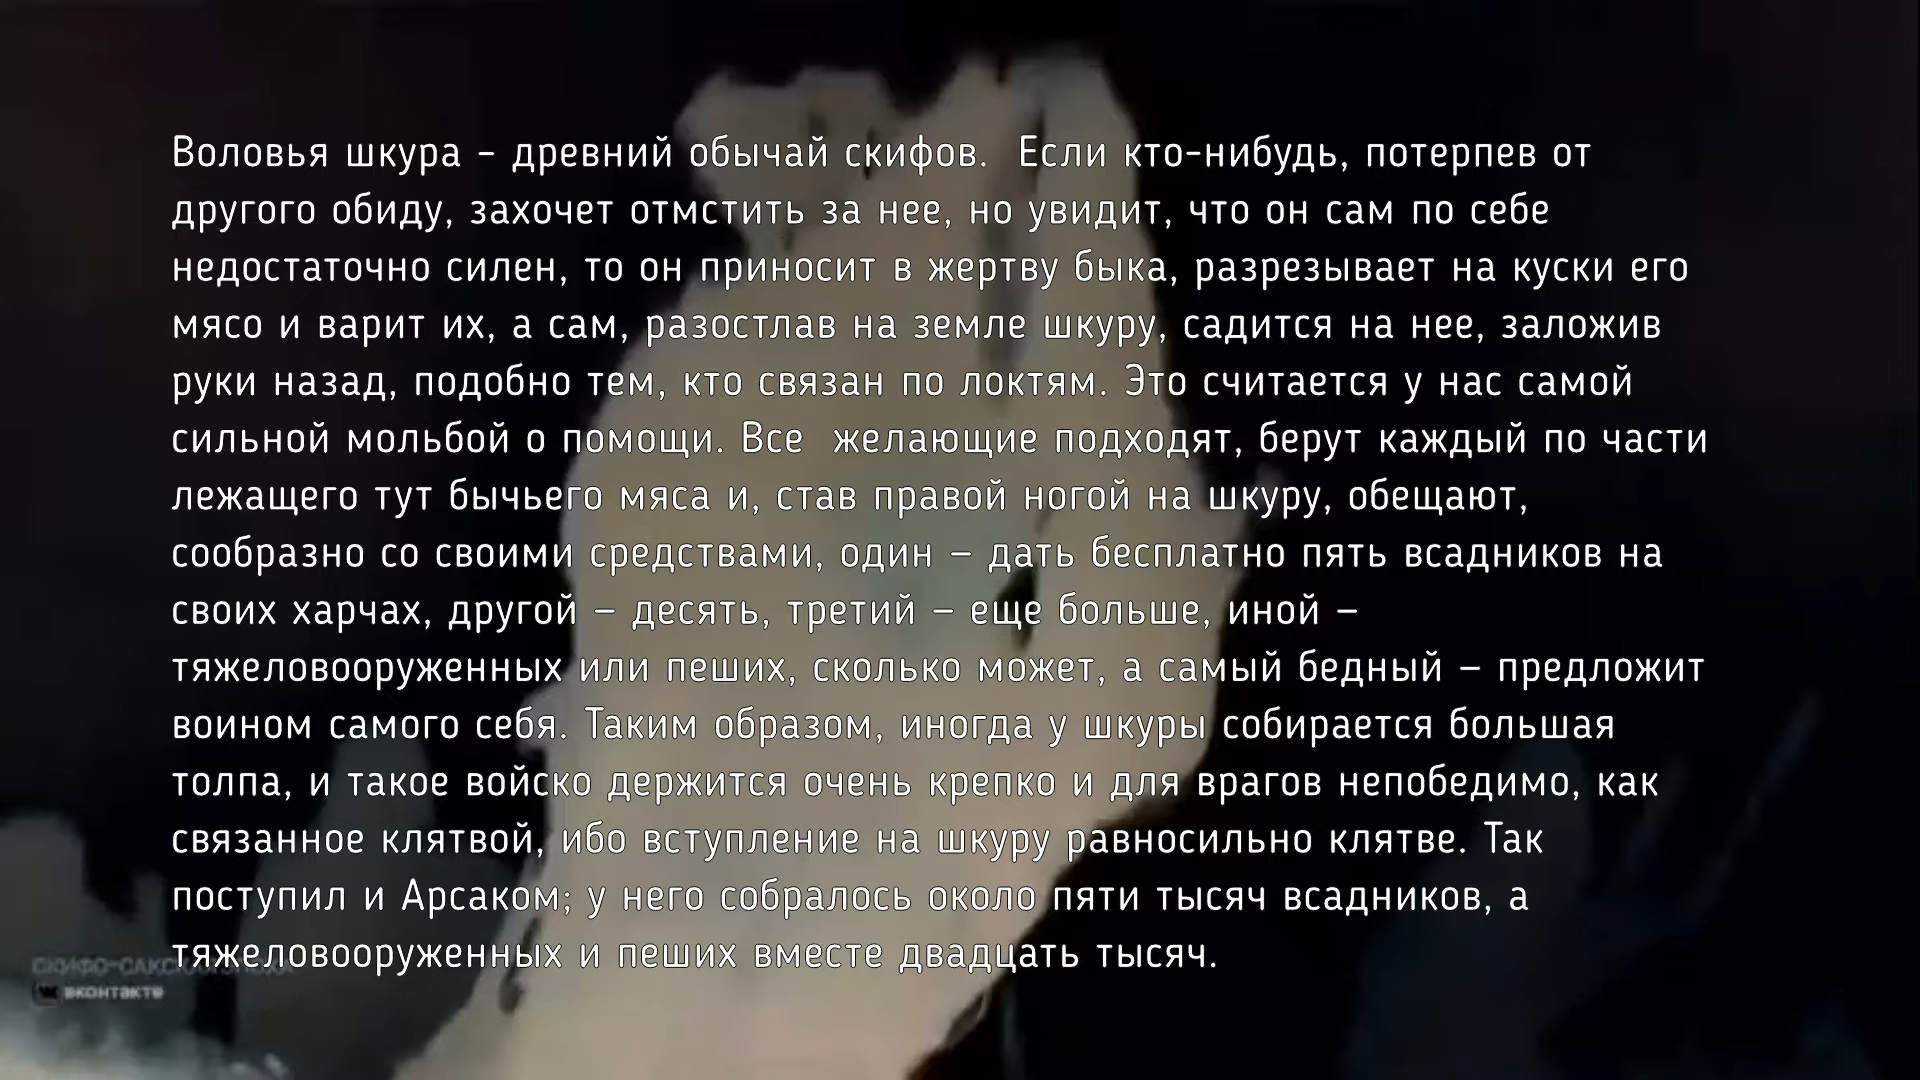 Воловья шкура – древний обычай скифов.  Если кто-нибудь, потерпев от
другого обиду, захочет отмстить за нее, но увидит, что он сам по себе
недостаточно силен, то он приносит в жертву быка, разрезывает на куски его
мясо и варит их, а сам, разостлав на земле шкуру, садится на нее, заложив
руки назад, подобно тем, кто связан по локтям. Это считается у нас самой
сильной мольбой о помощи. Все  желающие подходят, берут каждый по части
лежащего тут бычьего мяса и, став правой ногой на шкуру, обещают,
сообразно со своими средствами, один – дать бесплатно пять всадников на
своих харчах, другой – десять, третий – еще больше, иной –
тяжеловооруженных или пеших, сколько может, а самый бедный – предложит
воином самого себя. Таким образом, иногда у шкуры собирается большая
толпа, и такое войско держится очень крепко и для врагов непобедимо, как
связанное клятвой, ибо вступление на шкуру равносильно клятве. Так
поступил и Арсаком; у него собралось около пяти тысяч всадников, а
тяжеловооруженных и пеших вместе двадцать тысяч.
вконтакте